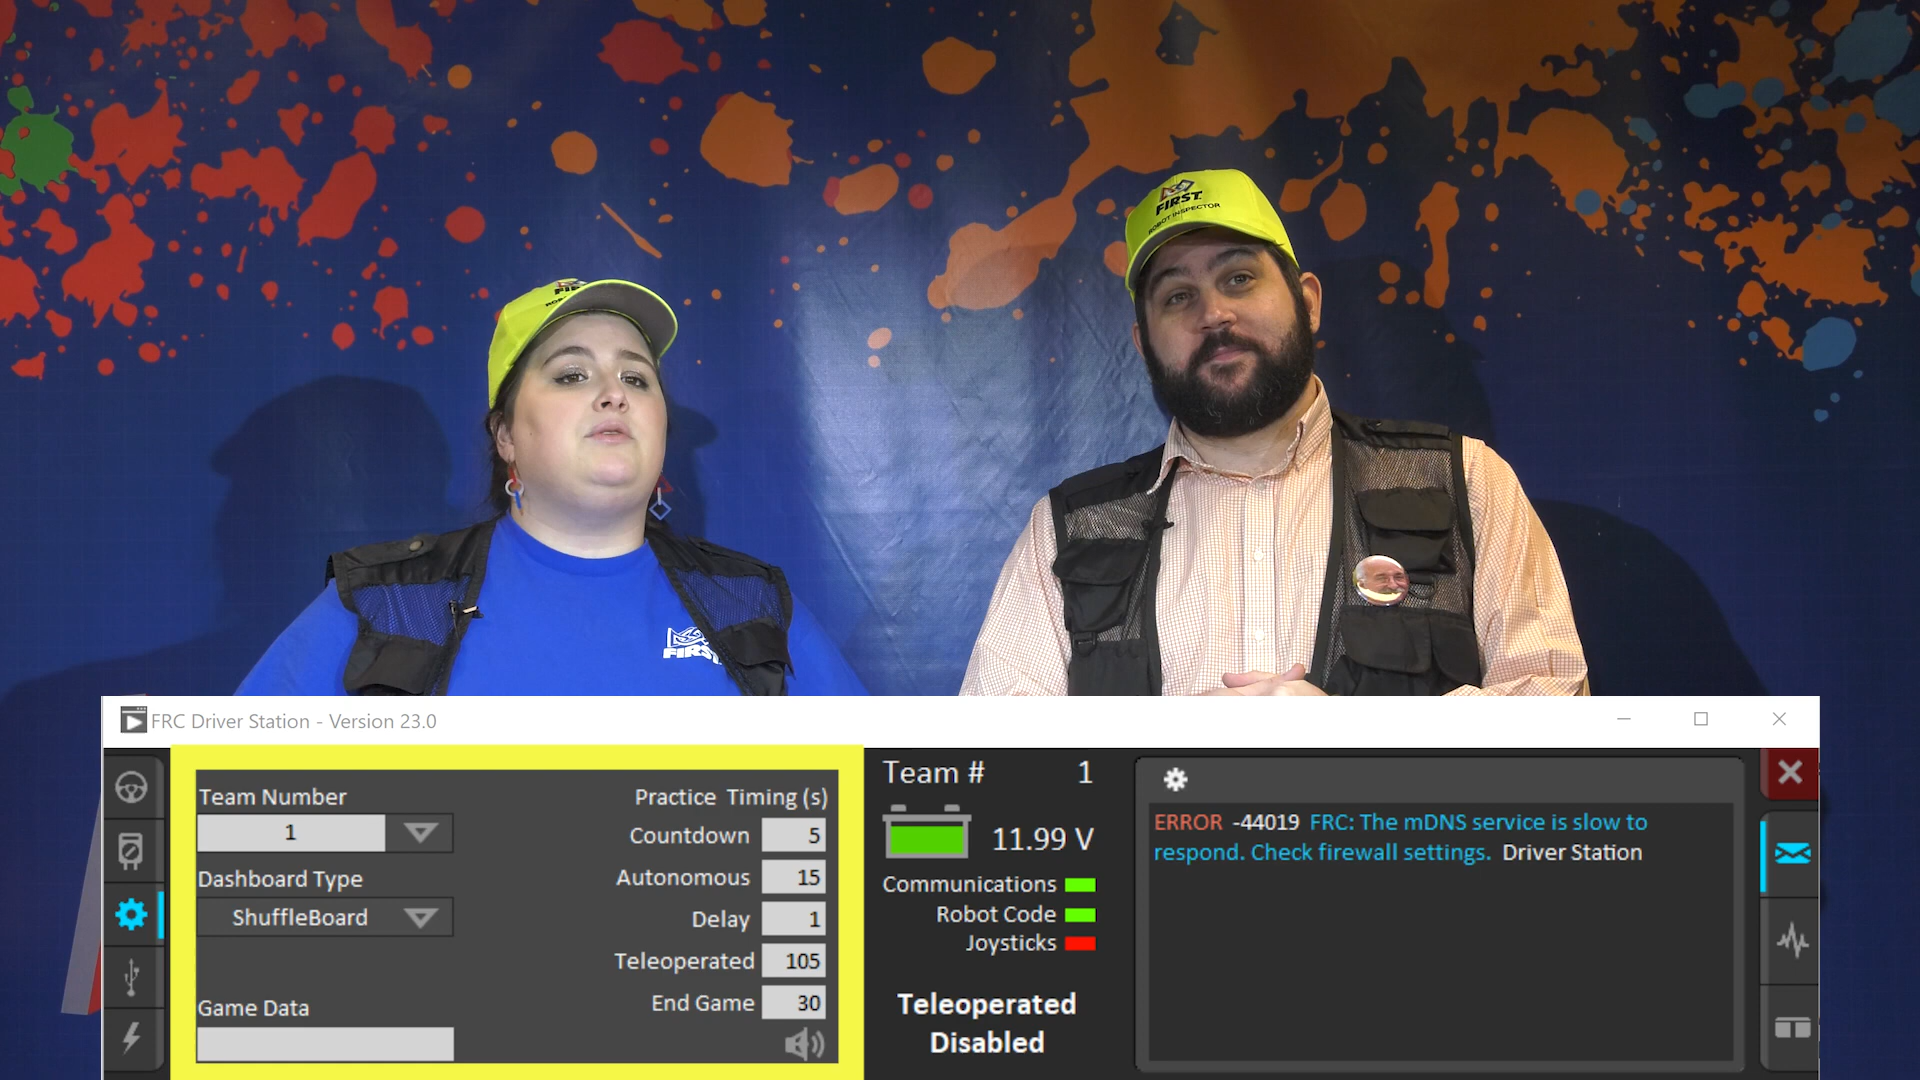 FIRST
ROBOT INSPECTOR
FIRST
FRC Driver Station - Version 23.0
Team Number
1
Dashboard Type
ShuffleBoard
Game Data
Practice Timing (s)
Countdown 5
Autonomous 15
Delay 1
Teleoperated 105
End Game 30
Team # 1
11.99 V
Communications
Robot Code
Joysticks
Teleoperated
Disabled
ERROR -44019 FRC: The mDNS service is slow to
respond. Check firewall settings. Driver Station